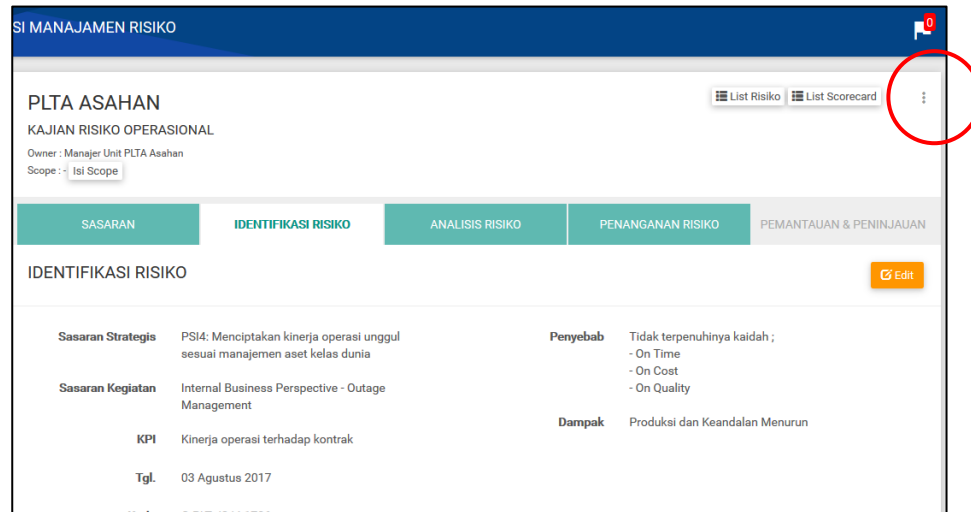 SI MANAJAMEN RISIKO
0
PLTA ASAHAN
List Risiko
List Scorecard
KAJIAN RISIKO OPERASIONAL
Owner : Manajer Unit PLTA Asahan
Scope : - Isi Scope
SASARAN
IDENTIFIKASI RISIKO
ANALISIS RISIKO
PENANGANAN RISIKO
PEMANTAUAN & PENINJAUAN
IDENTIFIKASI RISIKO
Edit
Sasaran Strategis
PSI4: Menciptakan kinerja operasi unggul
sesuai manajemen aset kelas dunia
Sasaran Kegiatan
Internal Business Perspective - Outage
Management
KPI
Kinerja operasi terhadap kontrak
Tgl.
03 Agustus 2017
Penyebab
Tidak terpenuhinya kaidah ;
- On Time
- On Cost
- On Quality
Dampak
Produksi dan Keandalan Menurun